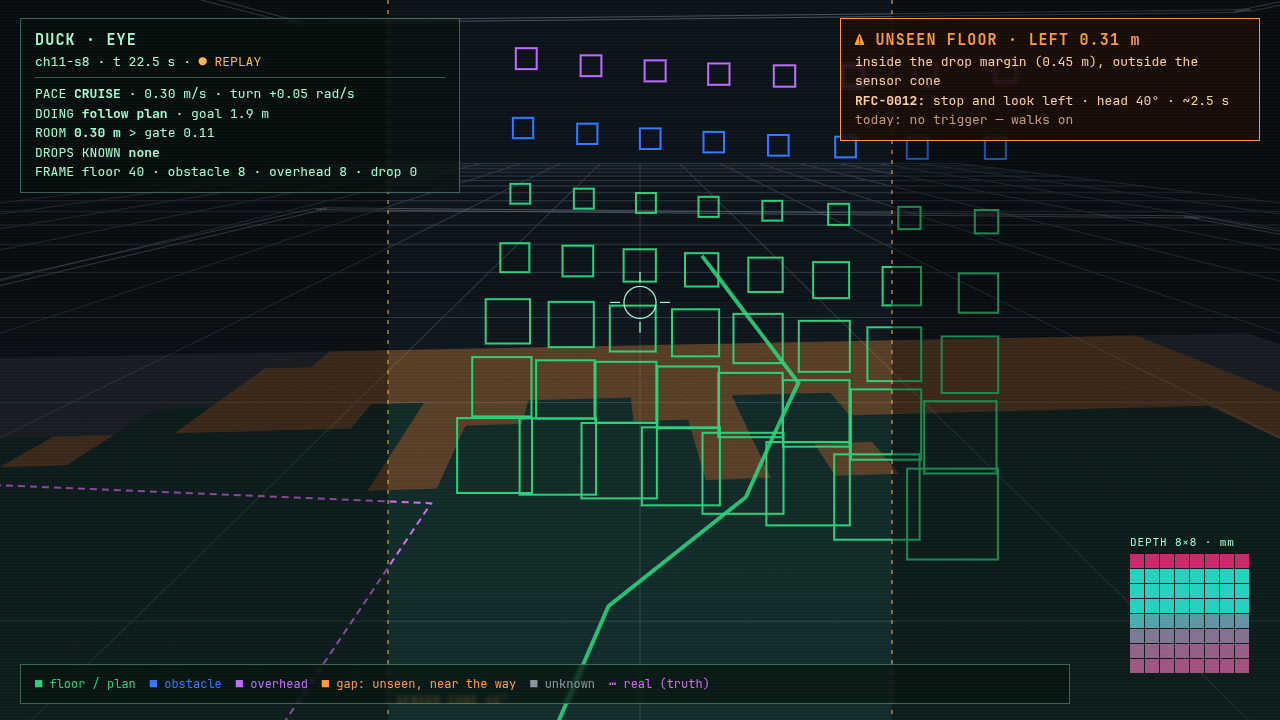 DUCK · EYE
ch11-s8 · t 22.5 s · ● REPLAY
PACE CRUISE · 0.30 m/s · turn +0.05 rad/s
DOING follow plan · goal 1.9 m
ROOM 0.30 m > gate 0.11
DROPS KNOWN none
FRAME floor 40 · obstacle 8 · overhead 8 · drop 0
⚠ UNSEEN FLOOR · LEFT 0.31 m
inside the drop margin (0.45 m), outside the
sensor cone
RFC-0012: stop and look left · head 40° · ~2.5 s
today: no trigger — walks on
DEPTH 8×8 · mm
■ floor / plan ■ obstacle ■ overhead ■ gap: unseen, near the way ■ unknown ┅ real (truth)